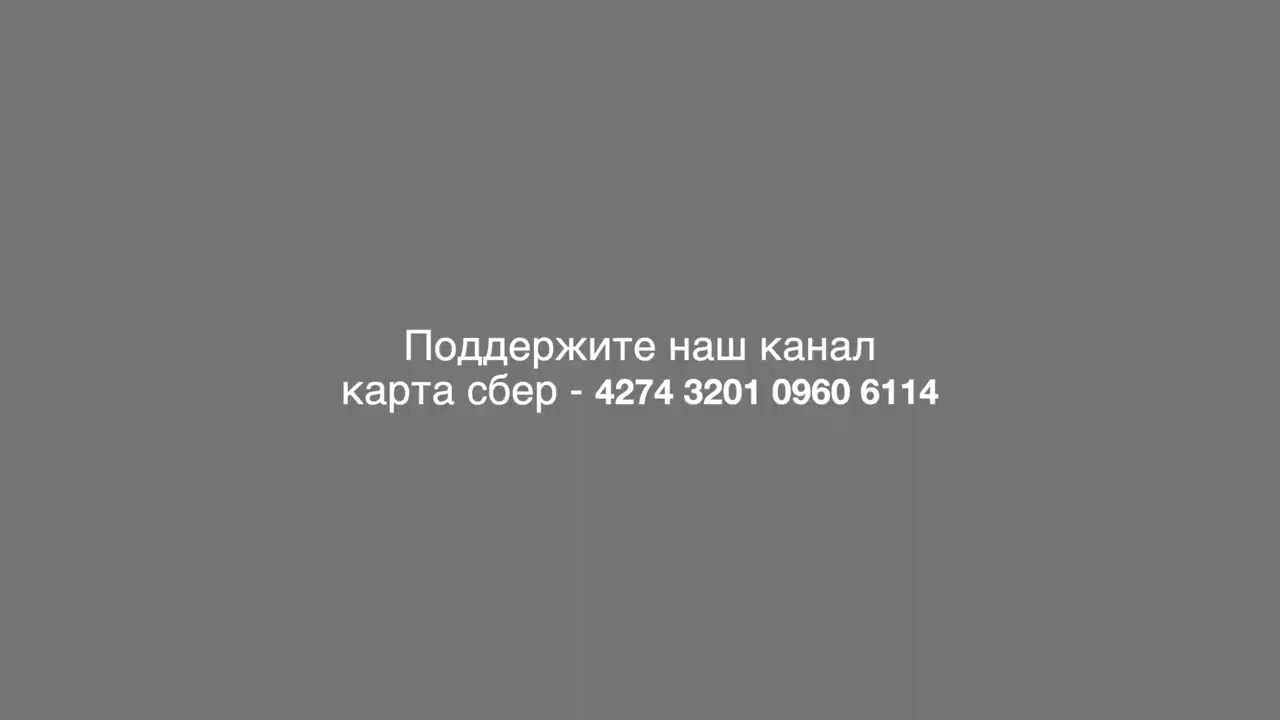 Поддержите наш канал
карта сбер - 4274 3201 0960 6114